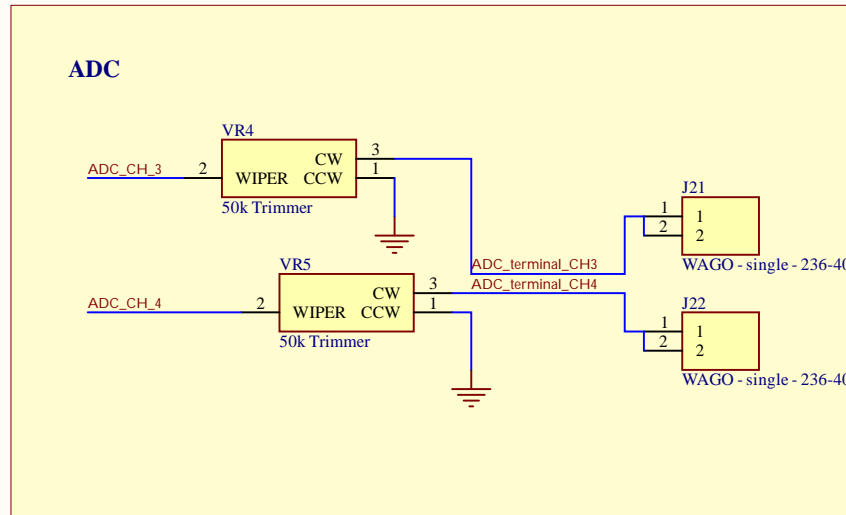 ADC
VR4
ADC_CH_3
2
WIPER
CW
CCW
3
1
50k Trimmer
VR5
ADC_CH_4
2
WIPER
CW
CCW
3
1
50k Trimmer
ADC_terminal_CH3
ADC_terminal_CH4
J21
1 1
2 2
WAGO - single - 236-40
J22
1 1
2 2
WAGO - single - 236-40